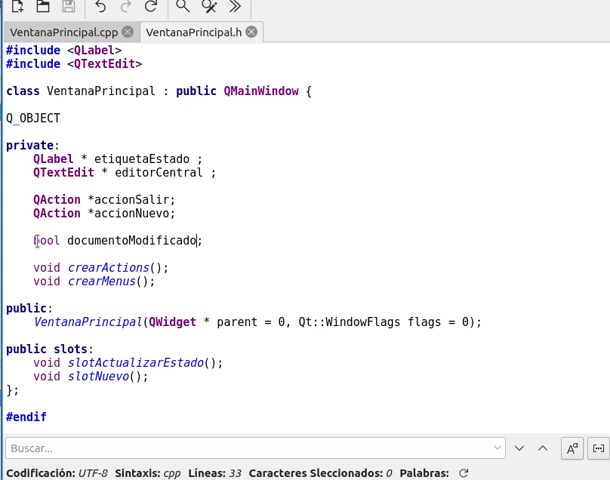 VentanaPrincipal.cpp VentanaPrincipal.h
#include <QLabel>
#include <QTextEdit>
class VentanaPrincipal : public QMainWindow {
Q_OBJECT
private:
QLabel * etiquetaEstado ;
QTextEdit * editorCentral ;
QAction *accionSalir;
QAction *accionNuevo;
bool documentoModificado;
void crearActions();
void crearMenus();
public:
VentanaPrincipal(QWidget * parent = 0, Qt::WindowFlags flags = 0);
public slots:
void slotActualizarEstado();
void slotNuevo();
};
#endif
Buscar...
Codificación: UTF-8 Sintaxis: cpp Líneas: 33 Caracteres Sleccionados: 0 Palabras: